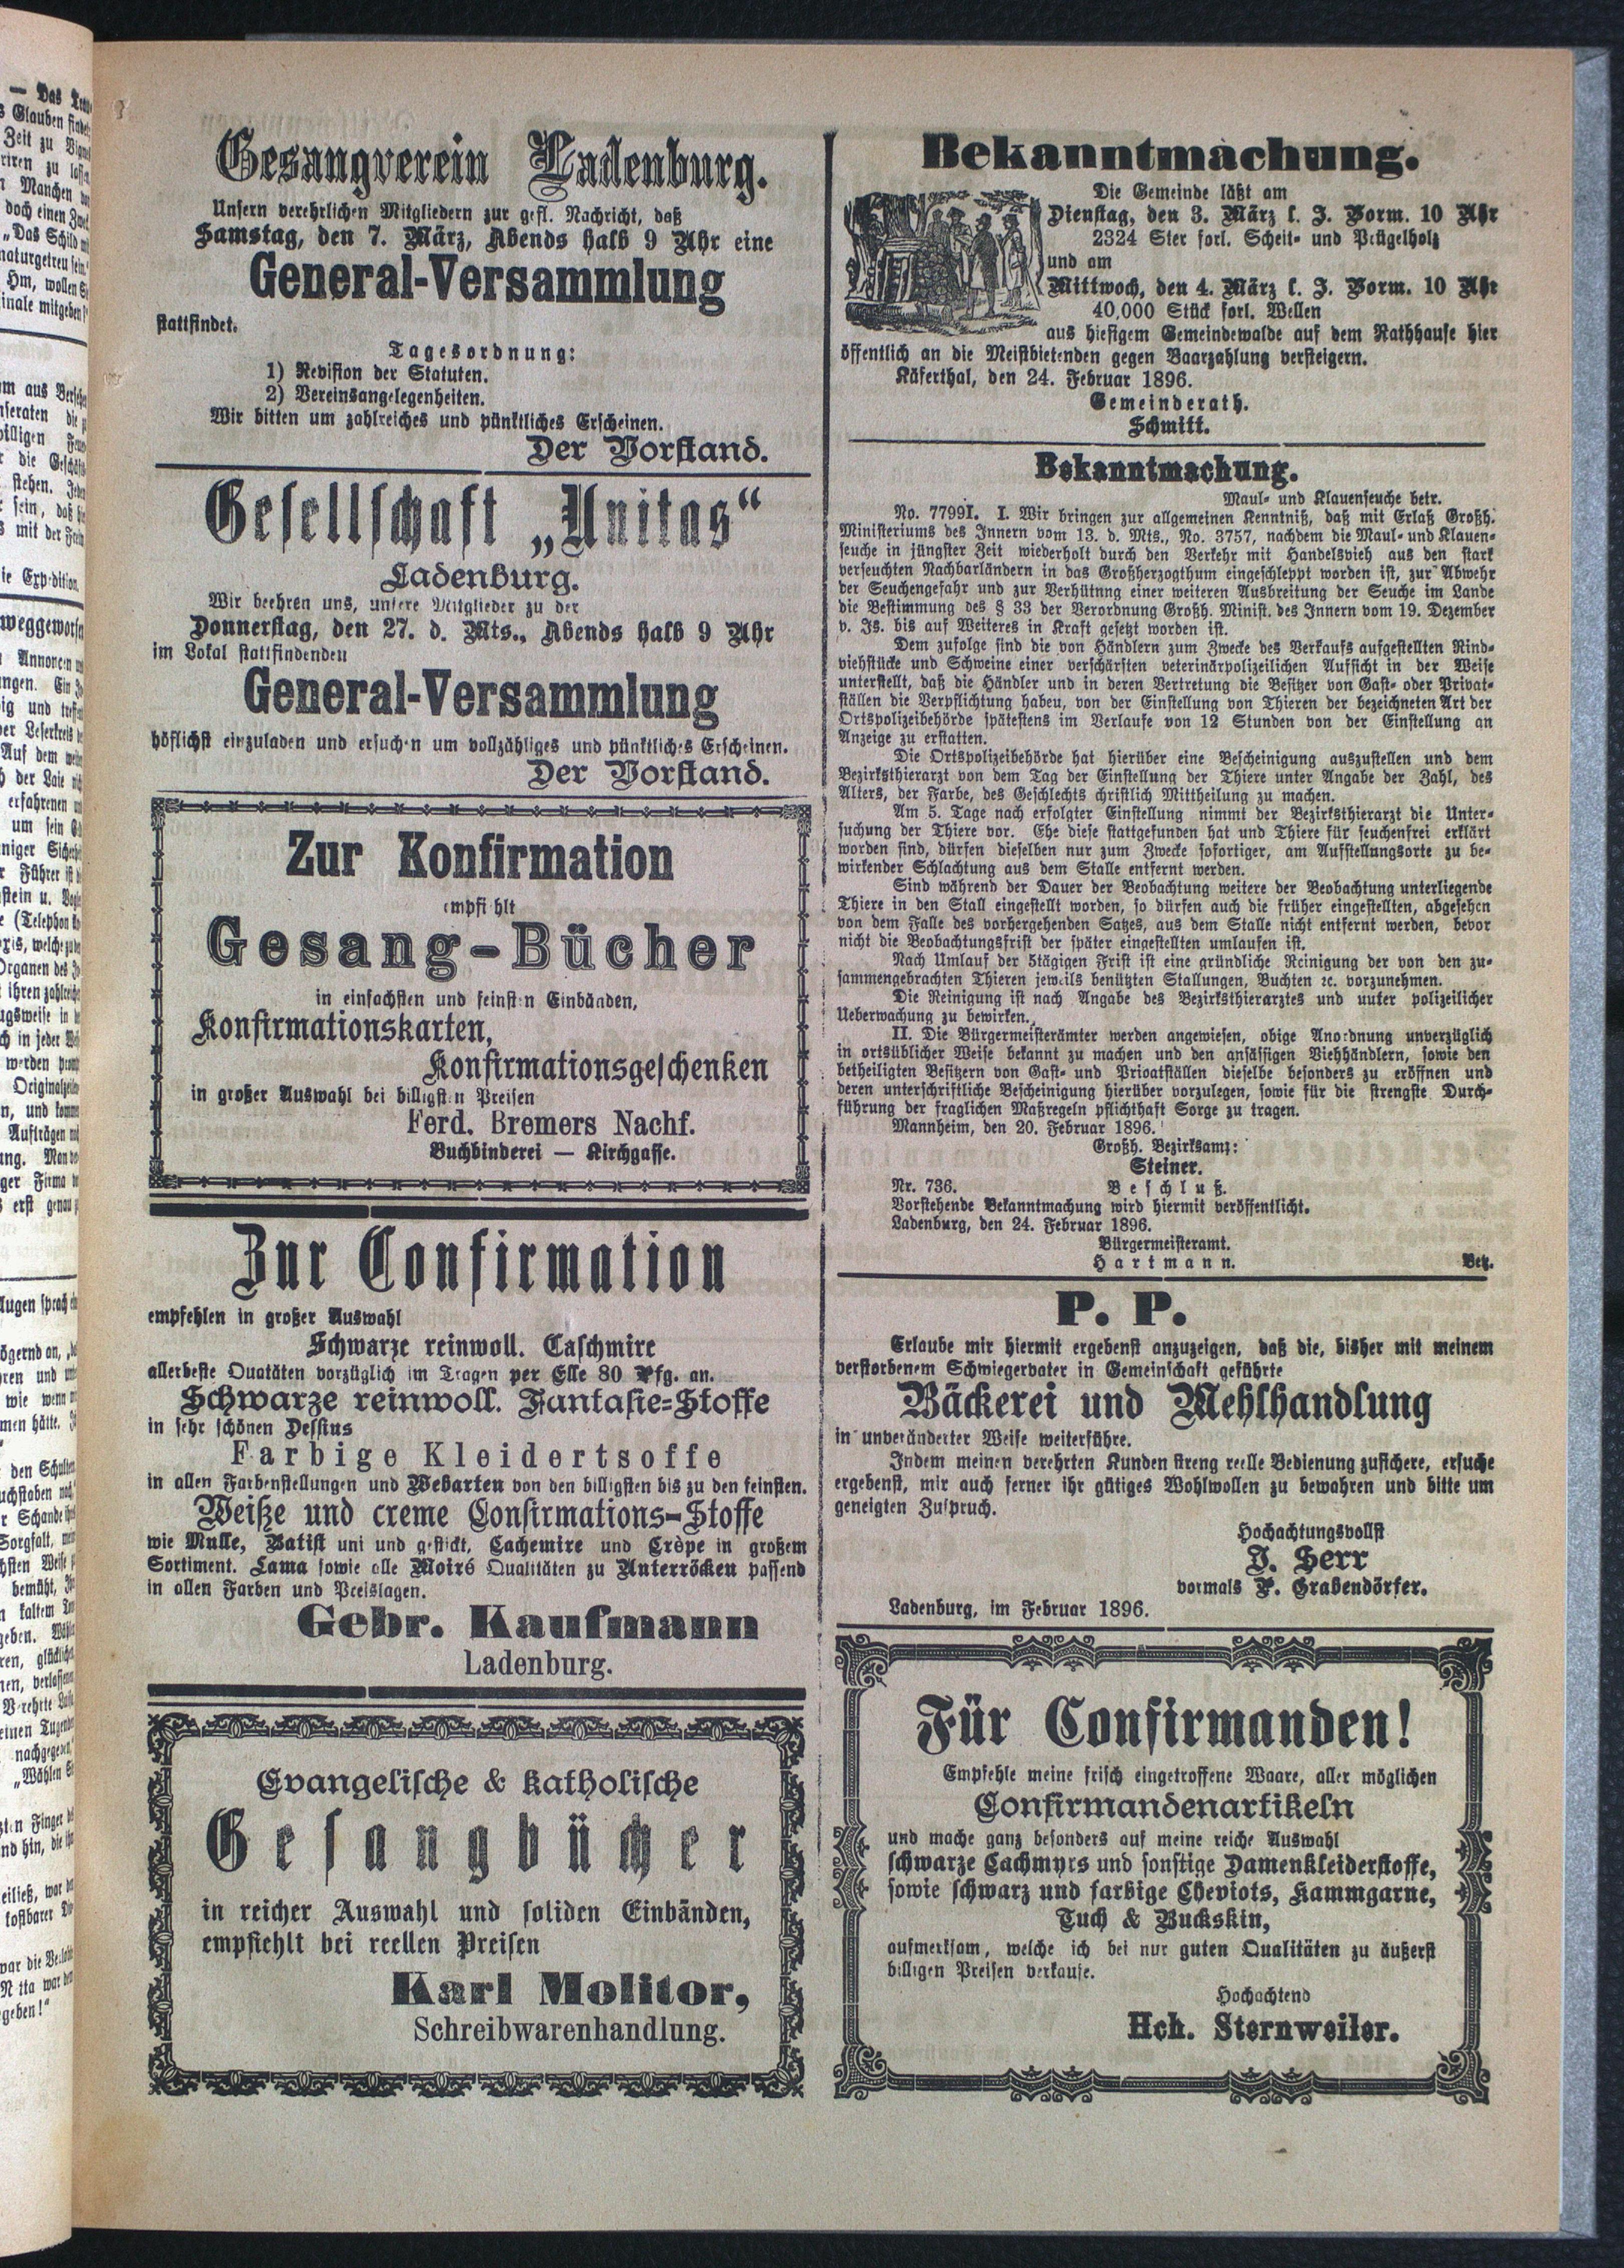 Gesangverein Ladenburg.
Unsern verehrlichen Mitgliedern zur gefl. Nachricht, daß
Samstag, den 7. März, Abends halb 9 Uhr eine
General-Versammlung
stattfindet.
Tagesordnung:
1) Revision der Statuten.
2) Vereinsangelegenheiten.
Wir bitten um zahlreiches und pünktliches Erscheinen.
Der Vorstand.
Gesellschaft „Unitas“
Ladenburg.
Wir beehren uns, unsere Mitglieder zu der
Donnerstag, den 27. d. Mts., Abends halb 9 Uhr
im Lokal stattfindenden
General-Versammlung
höflichst einzuladen und ersuchen um vollzähliges und pünktliches Erscheinen.
Der Vorstand.
Zur Konfirmation
empfiehlt
Gesang-Bücher
in einfachsten und feinsten Einbänden,
Konfirmationskarten,
Konfirmationsgeschenken
in großer Auswahl bei billigsten Preisen
Ferd. Bremers Nachf.
Buchbinderei — Kirchgasse.
Zur Confirmation
empfehlen in großer Auswahl
Schwarze reinwoll. Caschmire
allerbeste Quatäten vorzüglich im Tragen per Elle 80 Pfg. an.
Schwarze reinwoll. Fantasie-Stoffe
in sehr schönen Dessins
Farbige Kleidertsoffe
in allen Farbenstellungen und Webarten von den billigsten bis zu den feinsten.
Weiße und creme Confirmations-Stoffe
wie Mulle, Batist uni und gestickt, Cachemire und Crèpe in großem
Sortiment. Lama sowie alle Moiré Qualitäten zu Unterröcken passend
in allen Farben und Preislagen.
Gebr. Kaufmann
Ladenburg.
Evangelische & katholische
Gesangbücher
in reicher Auswahl und soliden Einbänden,
empfiehlt bei reellen Preisen
Karl Molitor,
Schreibwarenhandlung.
Bekanntmachung.
Die Gemeinde läßt am
Dienstag, den 3. März l. J. Vorm. 10 Uhr
2324 Ster forl. Scheit- und Prügelholz
und am
Mittwoch, den 4. März l. J. Vorm. 10 Uhr
40,000 Stück forl. Wellen
aus hiesigem Gemeindewalde auf dem Rathhause hier
öffentlich an die Meistbietenden gegen Baarzahlung versteigern.
Käferthal, den 24. Februar 1896.
Gemeinderath.
Schmitt.
Bekanntmachung.
Maul- und Klauenseuche betr.
No. 7799I. I. Wir bringen zur allgemeinen Kenntniß, daß mit Erlaß Großh.
Ministeriums des Innern vom 13. d. Mts., No. 3757, nachdem die Maul- und Klauen-
seuche in jüngster Zeit wiederholt durch den Verkehr mit Handelsvieh aus den stark
verseuchten Nachbarländern in das Großherzogthum eingeschleppt worden ist, zur Abwehr
der Seuchengefahr und zur Verhütnng einer weiteren Ausbreitung der Seuche im Lande
die Bestimmung des § 33 der Verordnung Großh. Minist. des Innern vom 19. Dezember
v. Js. bis auf Weiteres in Kraft gesetzt worden ist.
Dem zufolge sind die von Händlern zum Zwecke des Verkaufs aufgestellten Rind-
viehstücke und Schweine einer verschärften veterinärpolizeilichen Aufsicht in der Weise
unterstellt, daß die Händler und in deren Vertretung die Besitzer von Gast- oder Privat-
ställen die Verpflichtung habeu, von der Einstellung von Thieren der bezeichneten Art der
Ortspolizeibehörde spätestens im Verlaufe von 12 Stunden von der Einstellung an
Anzeige zu erstatten.
Die Ortspolizeibehörde hat hierüber eine Bescheinigung auszustellen und dem
Bezirksthierarzt von dem Tag der Einstellung der Thiere unter Angabe der Zahl, des
Alters, der Farbe, des Geschlechts christlich Mittheilung zu machen.
Am 5. Tage nach erfolgter Einstellung nimmt der Bezirksthierarzt die Unter-
suchung der Thiere vor. Ehe diese stattgefunden hat und Thiere für seuchenfrei erklärt
worden sind, dürfen dieselben nur zum Zwecke sofortiger, am Aufstellungsorte zu be-
wirkender Schlachtung aus dem Stalle entfernt werden.
Sind während der Dauer der Beobachtung weitere der Beobachtung unterliegende
Thiere in den Stall eingestellt worden, so dürfen auch die früher eingestellten, abgesehen
von dem Falle des vorhergehenden Satzes, aus dem Stalle nicht entfernt werden, bevor
nicht die Beobachtungsfrist der später eingestellten umlaufen ist.
Nach Umlauf der 5tägigen Frist ist eine gründliche Reinigung der von den zu-
sammengebrachten Thieren jeweils benützten Stallungen, Buchten ꝛc. vorzunehmen.
Die Reinigung ist nach Angabe des Bezirksthierarztes und uuter polizeilicher
Ueberwachung zu bewirken.
II. Die Bürgermeisterämter werden angewiesen, obige Anordnung unverzüglich
in ortsüblicher Weise bekannt zu machen und den ansässigen Viehhändlern, sowie den
betheiligten Besitzern von Gast- und Privatställen dieselbe besonders zu eröffnen und
deren unterschriftliche Bescheinigung hierüber vorzulegen, sowie für die strengste Durch-
führung der fraglichen Maßregeln pflichthaft Sorge zu tragen.
Mannheim, den 20. Februar 1896.
Großh. Bezirksamt:
Steiner.
Nr. 736. Beschluß.
Vorstehende Bekanntmachung wird hiermit veröffentlicht.
Ladenburg, den 24. Februar 1896.
Bürgermeisteramt.
Hartmann. Betz.
P. P.
Erlaube mir hiermit ergebenst anzuzeigen, daß die, bisher mit meinem
verstorbenem Schwiegervater in Gemeinschaft geführte
Bäckerei und Mehlhandlung
in unveränderter Weise weiterführe.
Indem meinen verehrten Kunden streng reelle Bedienung zusichere, ersuche
ergebenst, mir auch ferner ihr gütiges Wohlwollen zu bewahren und bitte um
geneigten Zuspruch.
Hochachtungsvollst
J. Herr
vormals P. Grabendörfer.
Ladenburg, im Februar 1896.
Für Confirmanden!
Empfehle meine frisch eingetroffene Waare, aller möglichen
Confirmandenartikeln
und mache ganz besonders auf meine reiche Auswahl
schwarze Cachmyrs und sonstige Damenkleiderstoffe,
sowie schwarz und farbige Cheviots, Kammgarne,
Tuch & Buckskin,
aufmerksam, welche ich bei nur guten Qualitäten zu äußerst
billigen Preisen verkaufe.
Hochachtend
Hch. Sternweiler.